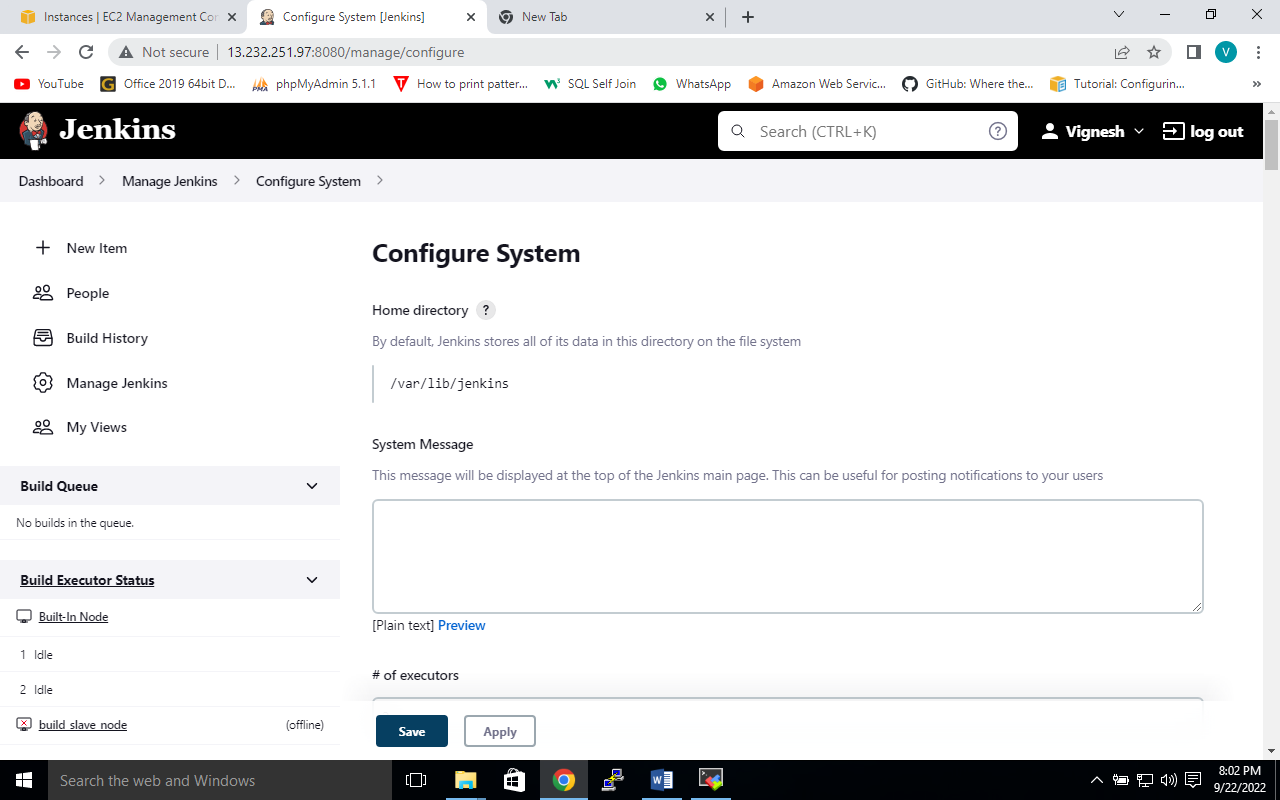 Instances | EC2 Management Con
Configure System [Jenkins]
New Tab
Not secure
13.232.251.97:8080/manage/configure
V
YouTube
G
Office 2019 64bit D...
PMA
phpMyAdmin 5.1.1
How to print patter...
SQL Self Join
WhatsApp
Amazon Web Servic...
GitHub: Where the...
Tutorial: Configurin...
»
Jenkins
Search (CTRL+K)
?
Vignesh
log out
Dashboard
Manage Jenkins
Configure System
New Item
People
Build History
Manage Jenkins
My Views
Build Queue
No builds in the queue.
Build Executor Status
Built-In Node
1 Idle
2 Idle
build_slave_node (offline)
Configure System
Home directory ?
By default, Jenkins stores all of its data in this directory on the file system
/var/lib/jenkins
System Message
This message will be displayed at the top of the Jenkins main page. This can be useful for posting notifications to your users
[Plain text] Preview
# of executors
Save
Apply
Search the web and Windows
8:02 PM
9/22/2022